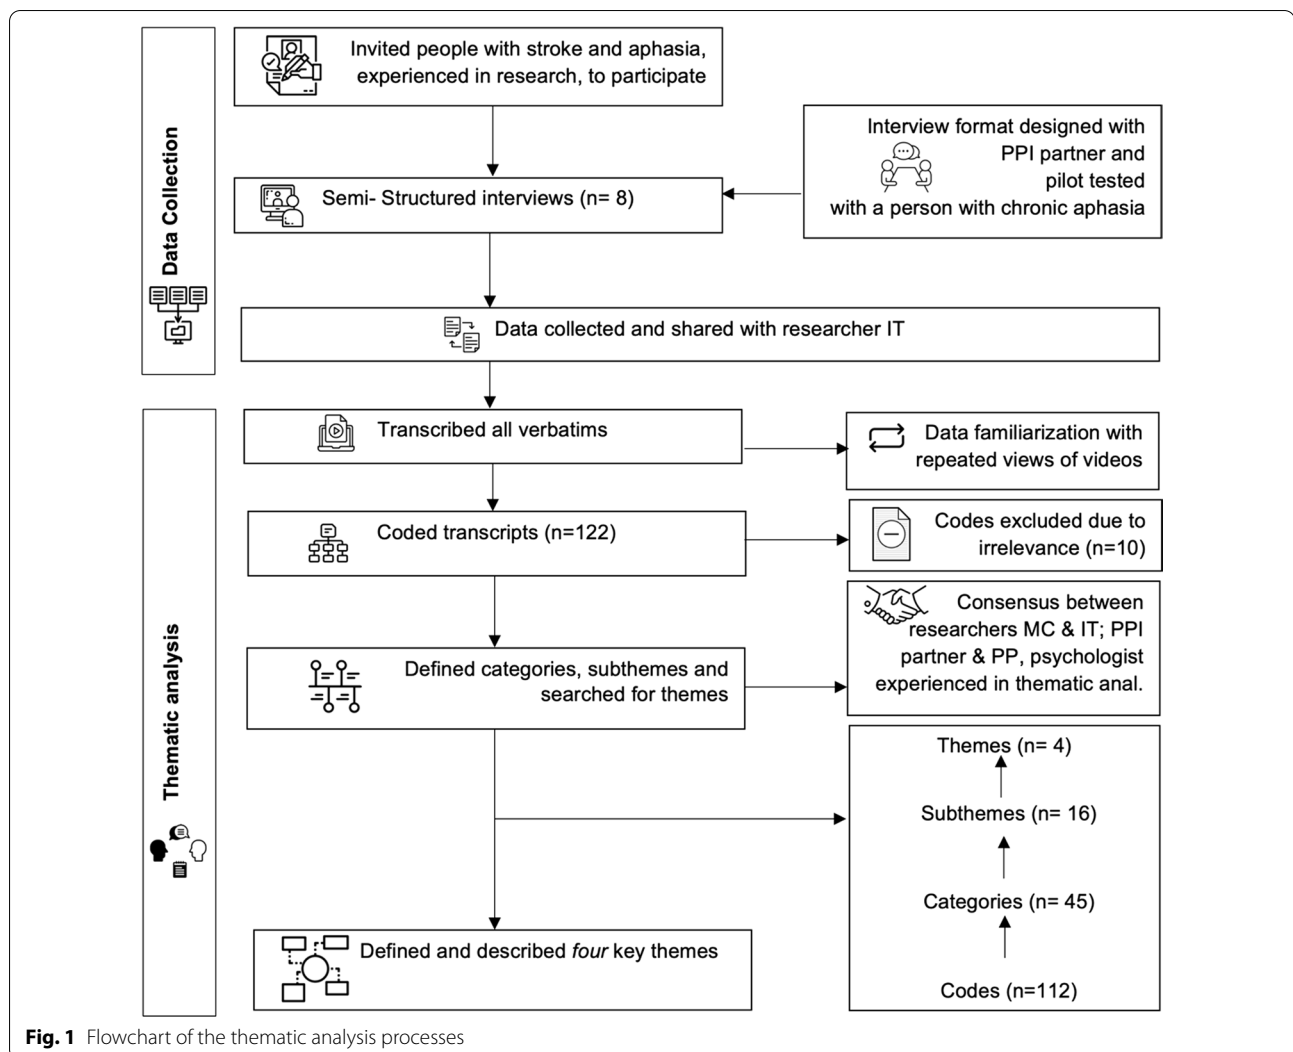 Data Collection
Invited people with stroke and aphasia,
experienced in research, to participate
Interview format designed with
PPI partner and
pilot tested
with a person with chronic aphasia
Semi- Structured interviews (n= 8)
Data collected and shared with researcher IT
Thematic analysis
Transcribed all verbatims
Data familiarization with
repeated views of videos
Coded transcripts (n=122)
Codes excluded due to
irrelevance (n=10)
Defined categories, subthemes and
searched for themes
Consensus between
researchers MC & IT; PPI
partner & PP, psychologist
experienced in thematic anal.
Themes (n= 4)
Subthemes (n= 16)
Categories (n= 45)
Codes (n=112)
Defined and described four key themes
Fig. 1 Flowchart of the thematic analysis processes